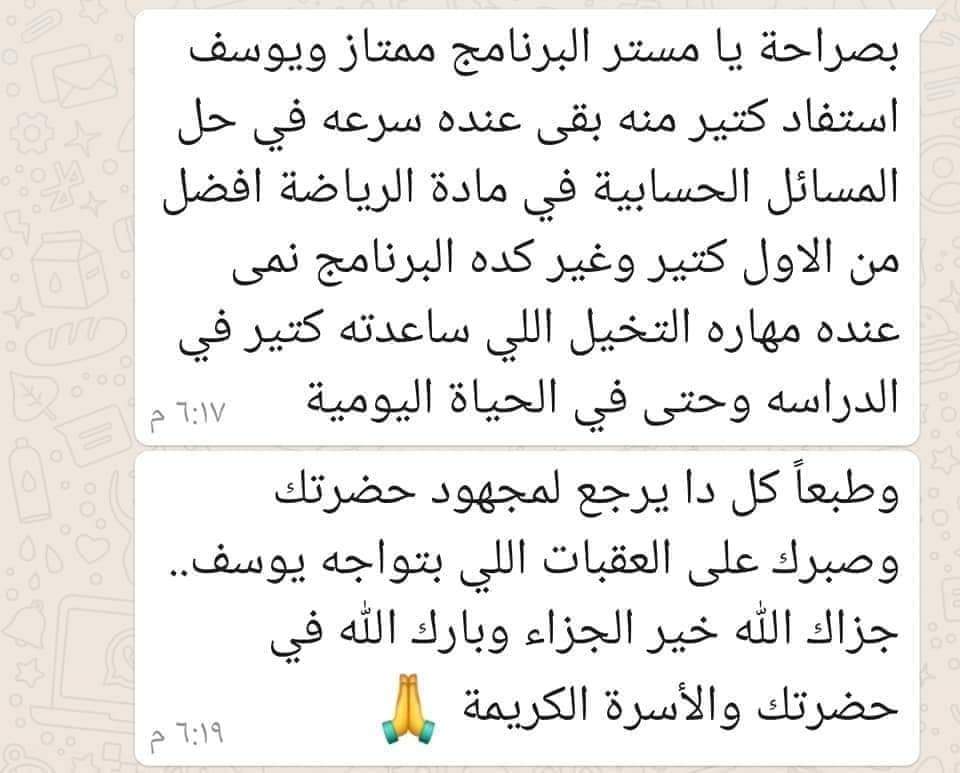 بصراحة يا مستر البرنامج ممتاز ويوسف
استفاد كتير منه بقى عنده سرعه في حل
المسائل الحسابية في مادة الرياضة افضل
من الاول كتير وغير كده البرنامج نمى
عنده مهاره التخيل اللي ساعدته كتير في
الدراسه وحتى في الحياة اليومية
٦:١٧ م
وطبعاً كل دا يرجع لمجهود حضرتك
وصبرك على العقبات اللي بتواجه يوسف..
جزاك الله خير الجزاء وبارك الله في
حضرتك والأسرة الكريمة 🙏
٦:١٩ م